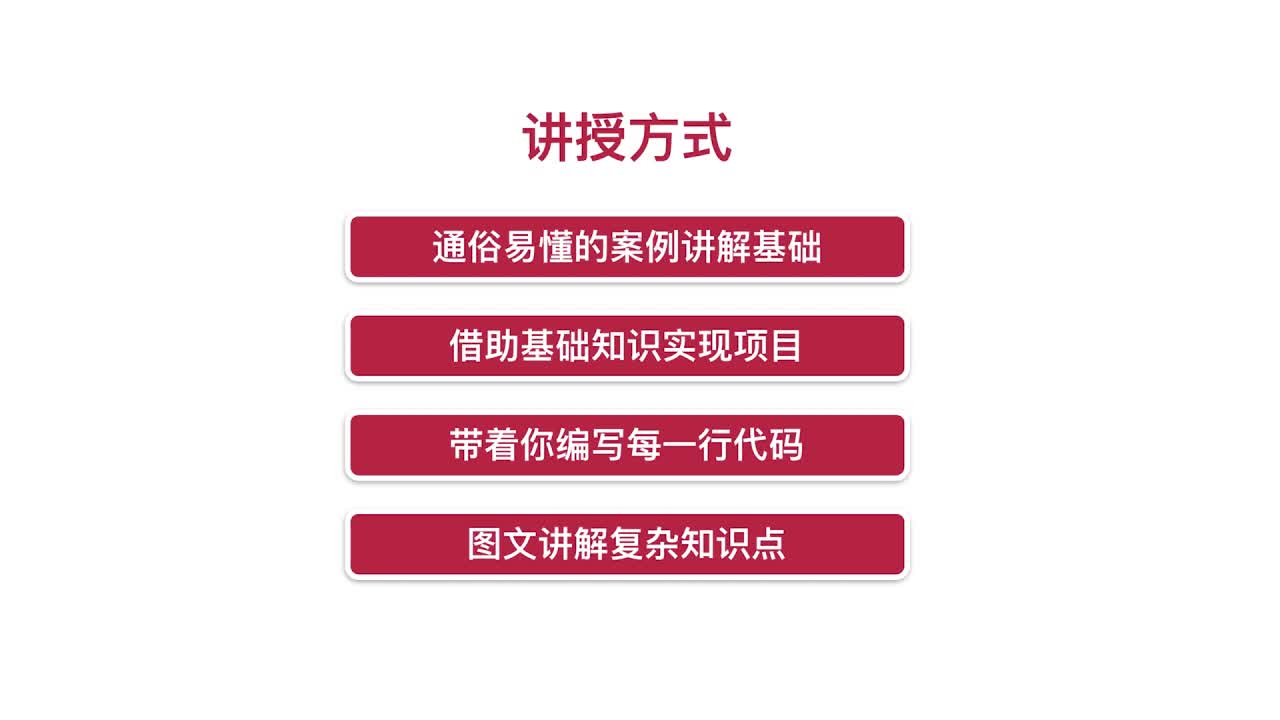 讲授方式
通俗易懂的案例讲解基础
借助基础知识实现项目
带着你编写每一行代码
图文讲解复杂知识点